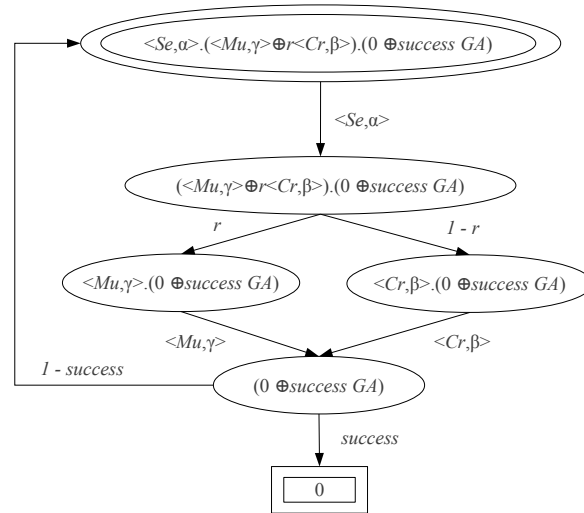 <Se,α>.(<Mu,γ>⊕r<Cr,β>).(0 ⊕success GA)
<Se,α>
(<Mu,γ>⊕r<Cr,β>).(0 ⊕success GA)
r
1 - r
<Mu,γ>.(0 ⊕success GA)
<Cr,β>.(0 ⊕success GA)
<Mu,γ>
<Cr,β>
1 - success
(0 ⊕success GA)
success
0